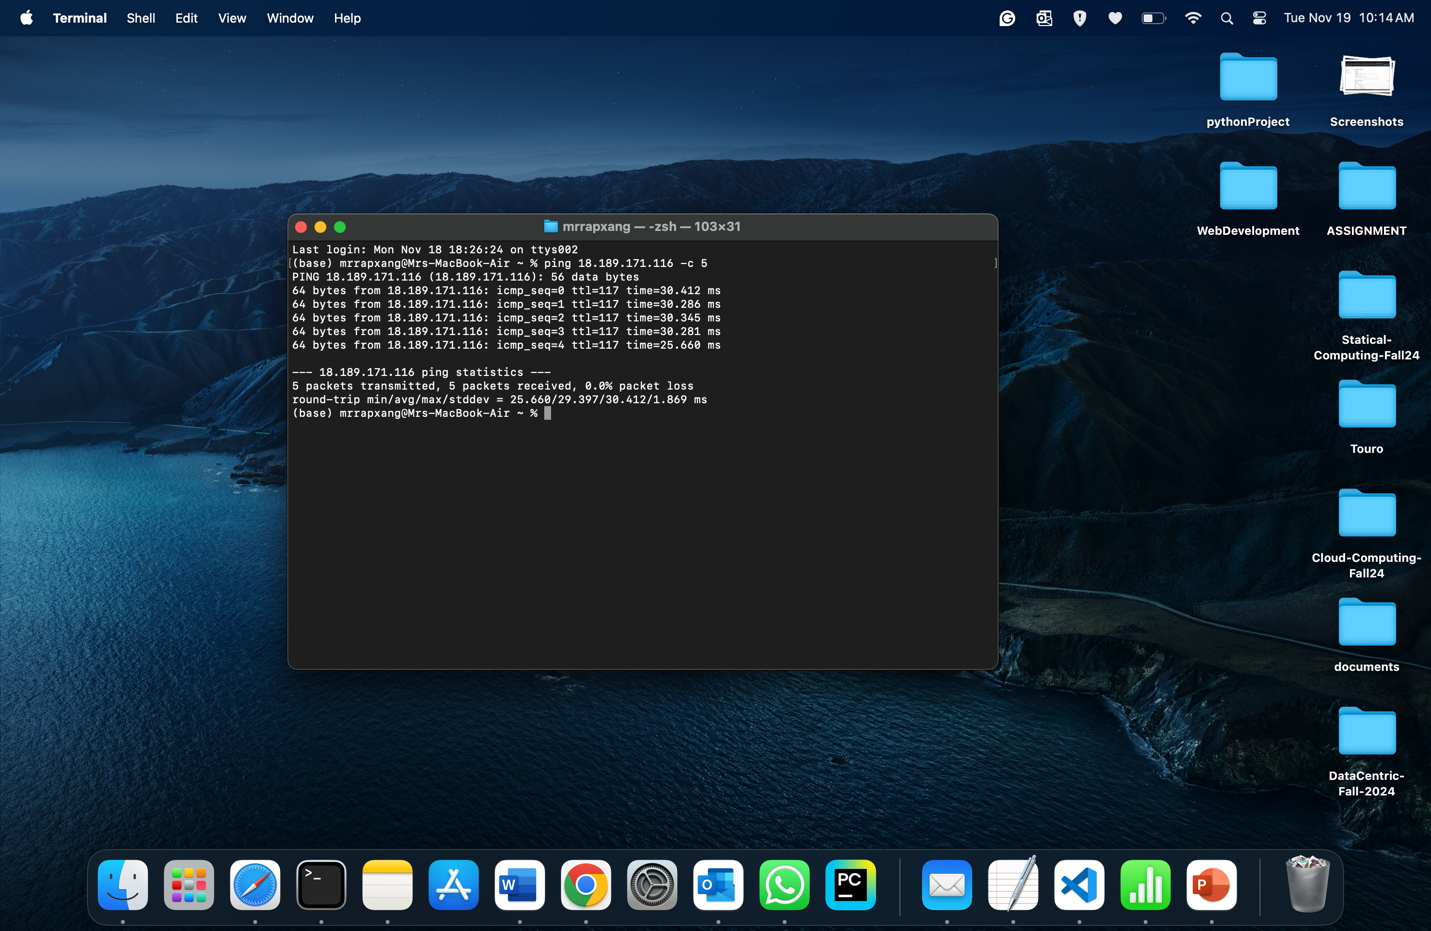 Terminal Shell Edit View Window Help Tue Nov 19 10:14 AM
mrrapxang — -zsh — 103×31
Last login: Mon Nov 18 18:26:24 on ttys002
[(base) mrrapxang@Mrs-MacBook-Air ~ % ping 18.189.171.116 -c 5 ]
PING 18.189.171.116 (18.189.171.116): 56 data bytes
64 bytes from 18.189.171.116: icmp_seq=0 ttl=117 time=30.412 ms
64 bytes from 18.189.171.116: icmp_seq=1 ttl=117 time=30.286 ms
64 bytes from 18.189.171.116: icmp_seq=2 ttl=117 time=30.345 ms
64 bytes from 18.189.171.116: icmp_seq=3 ttl=117 time=30.281 ms
64 bytes from 18.189.171.116: icmp_seq=4 ttl=117 time=25.660 ms
--- 18.189.171.116 ping statistics ---
5 packets transmitted, 5 packets received, 0.0% packet loss
round-trip min/avg/max/stddev = 25.660/29.397/30.412/1.869 ms
(base) mrrapxang@Mrs-MacBook-Air ~ %
pythonProject
Screenshots
WebDevelopment
ASSIGNMENT
Statical-
Computing-Fall24
Touro
Cloud-Computing-
Fall24
documents
DataCentric-
Fall-2024
>_
W
O
PC
P